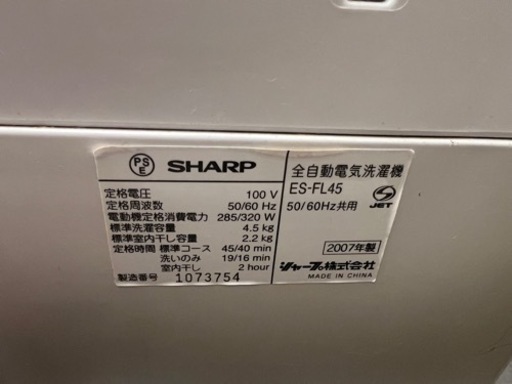 PS E SHARP
定格電圧 100 V
定格周波数 50/60 Hz
電動機定格消費電力 285/320 W
標準洗濯容量 4.5 kg
標準室内干し容量 2.2 kg
定格時間 標準コース 45/40 min
洗いのみ 19/16 min
室内干し 2 hour
製造番号 1073754
全自動電気洗濯機
ES-FL45
50/60Hz共用
JET
2007年製
シャープ株式会社
MADE IN CHINA